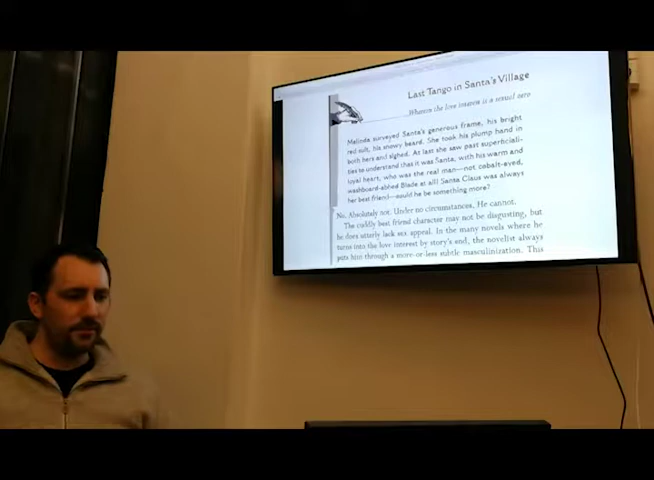 Last Tango in Santa's Village
Wherein the love interest is a sexual zero
Melinda surveyed Santa's generous frame, his bright
red suit, his snowy beard. She took his plump hand in
both hers and sighed. At last she saw past superficiali-
ties to understand that it was Santa, with his warm and
loyal heart, who was the real man—not cobalt-eyed,
washboard-abbed Blade at all! Santa Claus was always
her best friend—could he be something more?
No. Absolutely not. Under no circumstances. He cannot.
The cuddly best friend character may not be disgusting, but
he does utterly lack sex appeal. In the many novels where he
turns into the love interest by story's end, the novelist always
puts him through a more-or-less subtle masculinization. This